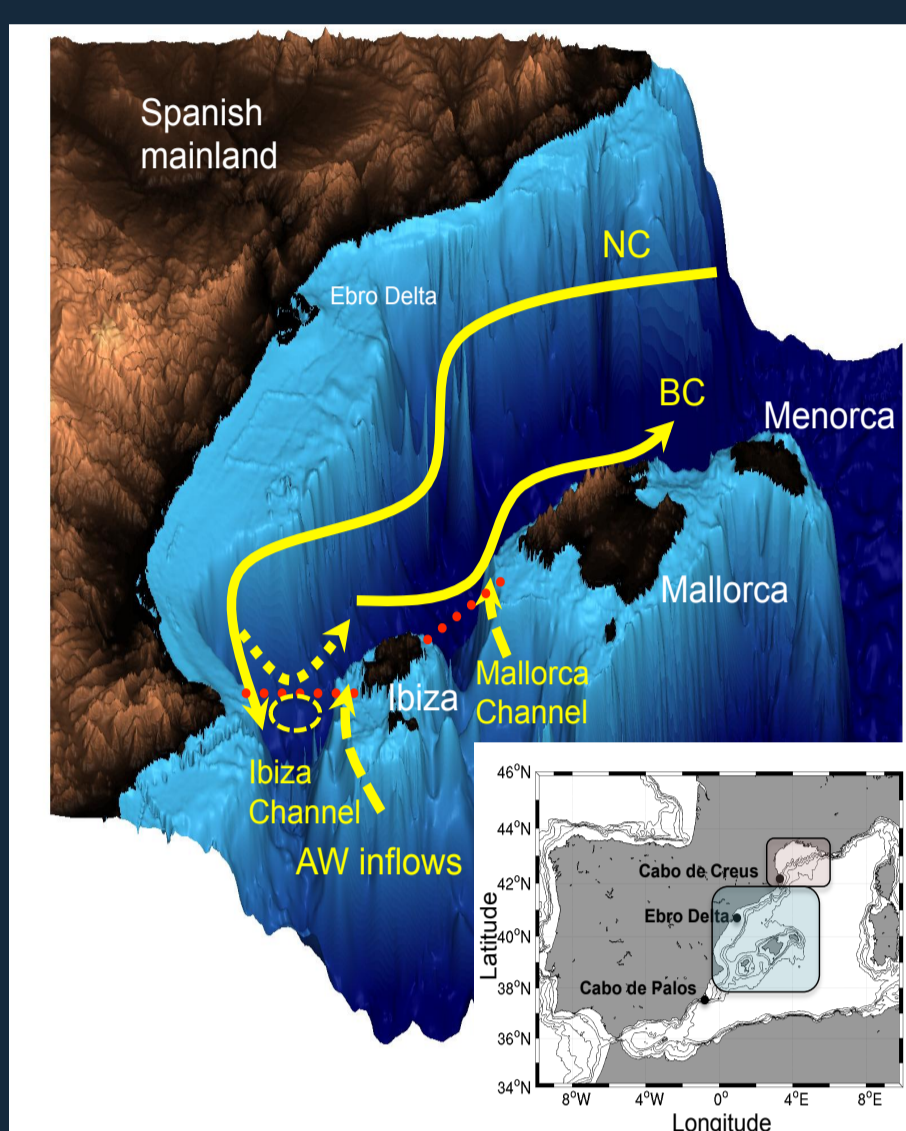 Spanish
mainland
NC
Ebro Delta
BC
Menorca
Mallorca
Mallorca
Channel
Ibiza
Ibiza
Channel
AW inflows
46°N
44°N
42°N
40°N
38°N
36°N
34°N
Latitude
Cabo de Creus
Ebro Delta
Cabo de Palos
8°W 4°W 0° 4°E 8°E
Longitude